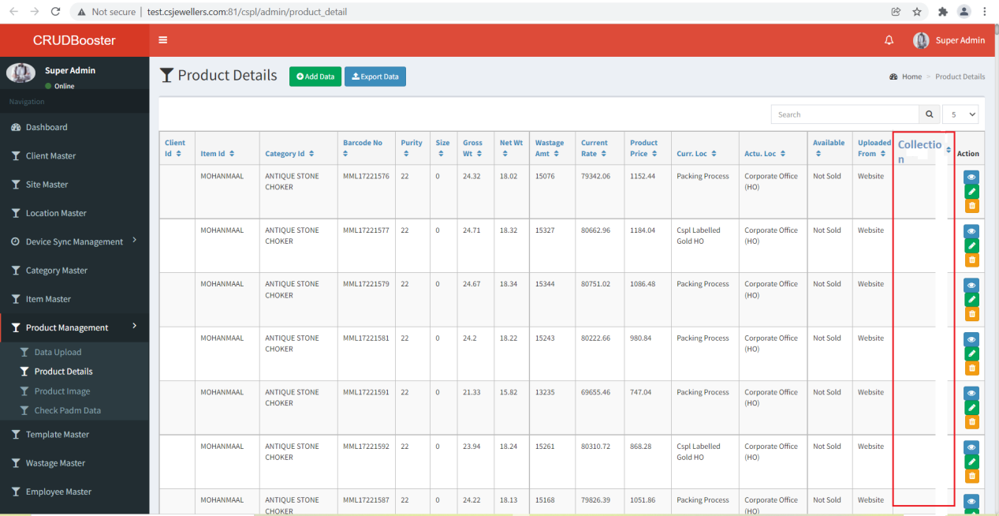 Not secure | test.csjewellers.com:81/cspl/admin/product_detail
CRUDBooster
Super Admin
Super Admin
Online
Navigation
Dashboard
Client Master
Site Master
Location Master
Device Sync Management
Category Master
Item Master
Product Management
Data Upload
Product Details
Product Image
Check Padm Data
Template Master
Wastage Master
Employee Master
Product Details Add Data Export Data
Home > Product Details
Search 5
Client Id Item Id Category Id Barcode No Purity Size Gross Wt Net Wt Wastage Amt Current Rate Product Price Curr. Loc Actu. Loc Available Uploaded From Collection Action
MOHANMAAL ANTIQUE STONE CHOKER MML17221576 22 0 24.32 18.02 15076 79342.06 1152.44 Packing Process Corporate Office (HO) Not Sold Website
MOHANMAAL ANTIQUE STONE CHOKER MML17221577 22 0 24.71 18.32 15327 80662.96 1184.04 Cspl Labelled Gold HO Corporate Office (HO) Not Sold Website
MOHANMAAL ANTIQUE STONE CHOKER MML17221579 22 0 24.67 18.34 15344 80751.02 1086.48 Packing Process Corporate Office (HO) Not Sold Website
MOHANMAAL ANTIQUE STONE CHOKER MML17221581 22 0 24.2 18.22 15243 80222.66 980.84 Packing Process Corporate Office (HO) Not Sold Website
MOHANMAAL ANTIQUE STONE CHOKER MML17221591 22 0 21.33 15.82 13235 69655.46 747.04 Packing Process Corporate Office (HO) Not Sold Website
MOHANMAAL ANTIQUE STONE CHOKER MML17221592 22 0 23.94 18.24 15261 80310.72 868.28 Cspl Labelled Gold HO Corporate Office (HO) Not Sold Website
MOHANMAAL ANTIQUE STONE CHOKER MML17221587 22 0 24.22 18.13 15168 79826.39 1051.86 Packing Process Corporate Office (HO) Not Sold Website